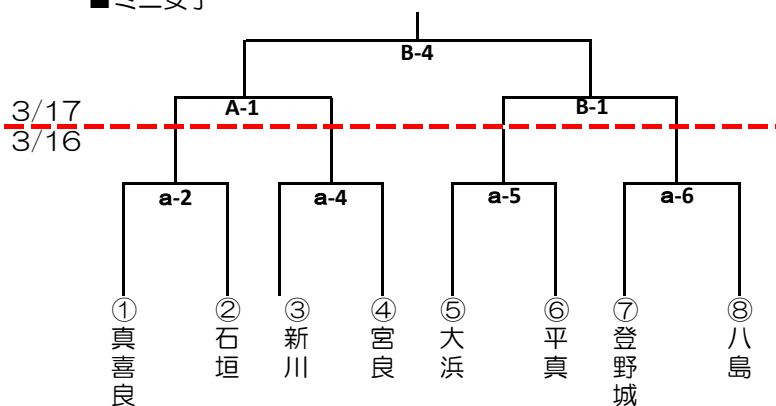 ■ミニ女子
B-4
3/17
A-1
B-1
3/16
a-2
a-4
a-5
a-6
①真喜良
②石垣
③新川
④宮良
⑤大浜
⑥平真
⑦登野城
⑧八島